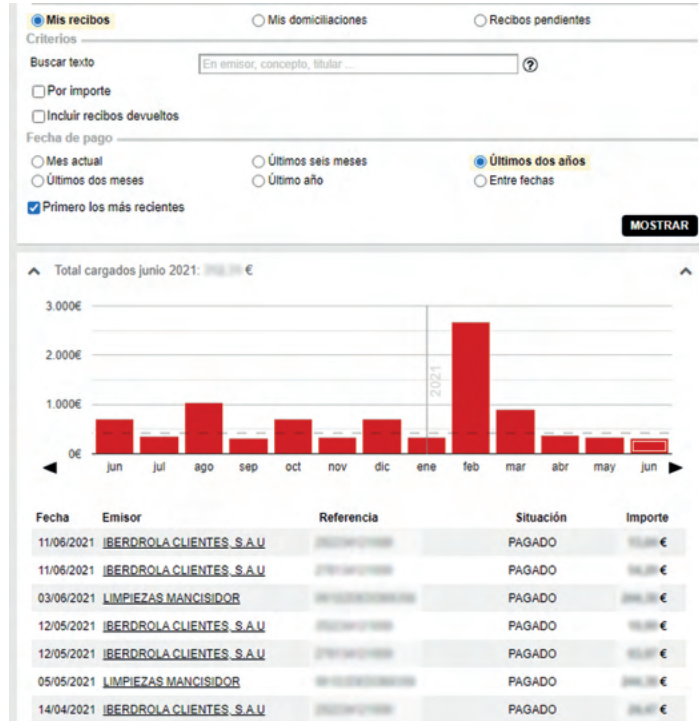 Mis recibos Mis domiciliaciones Recibos pendientes
Criterios
Buscar texto En emisor, concepto, titular ... ?
Por importe
Incluir recibos devueltos
Fecha de pago
Mes actual Últimos seis meses Últimos dos años
Últimos dos meses Último año Entre fechas
Primero los más recientes
MOSTRAR
Total cargados junio 2021: €
3.000€
2.000€
1.000€
0€
2021
jun jul ago sep oct nov dic ene feb mar abr may jun
Fecha Emisor Referencia Situación Importe
11/06/2021 IBERDROLA CLIENTES, S.A.U PAGADO €
11/06/2021 IBERDROLA CLIENTES, S.A.U PAGADO €
03/06/2021 LIMPIEZAS MANCISIDOR PAGADO €
12/05/2021 IBERDROLA CLIENTES, S.A.U PAGADO €
12/05/2021 IBERDROLA CLIENTES, S.A.U PAGADO €
05/05/2021 LIMPIEZAS MANCISIDOR PAGADO €
14/04/2021 IBERDROLA CLIENTES, S.A.U PAGADO €